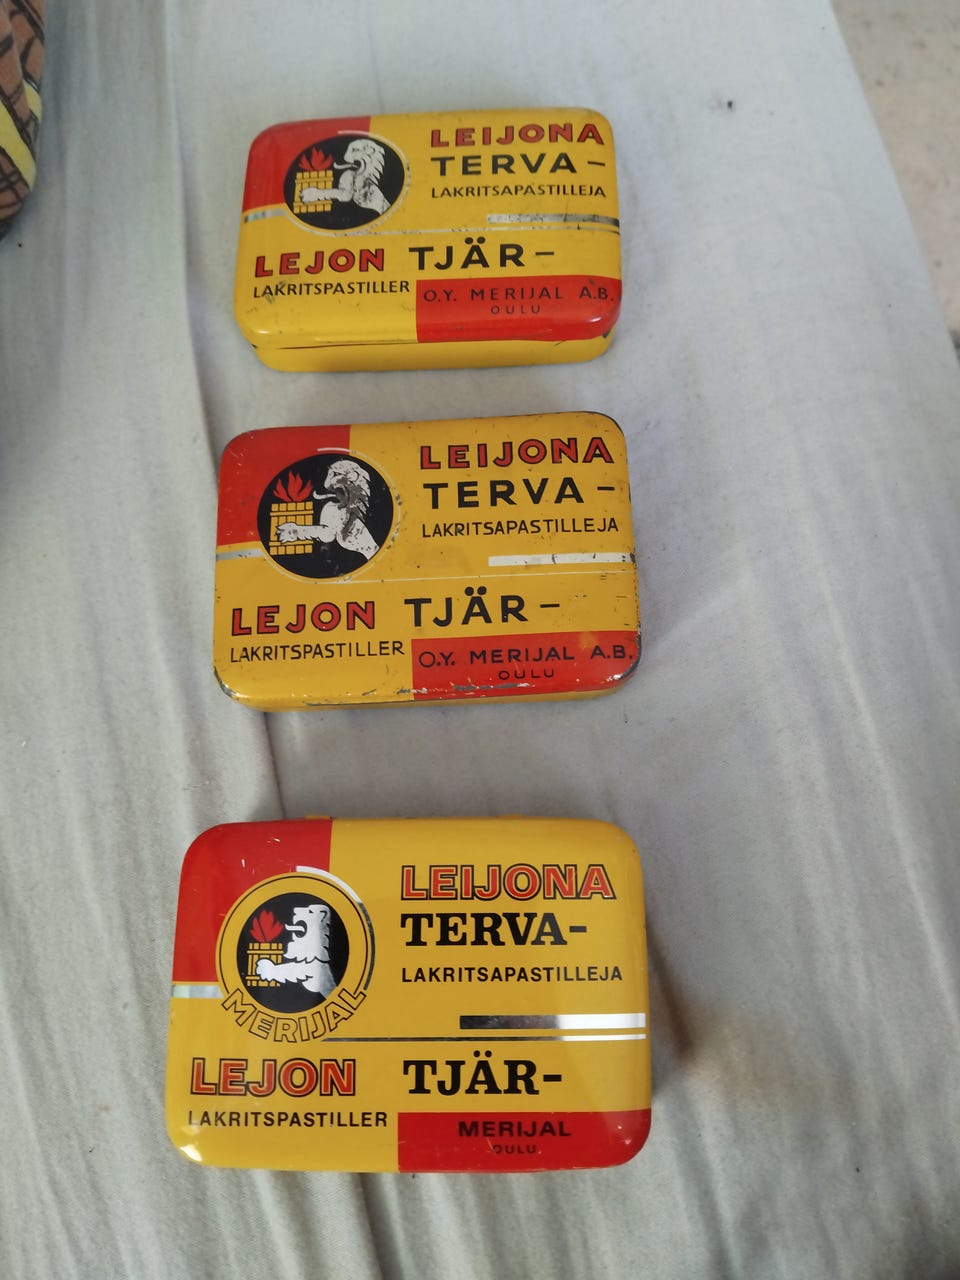 LEIJONA
TERVA-
LAKRITSAPASTILLEJA
LEJON TJÄR-
LAKRITSPASTILLER
O.Y. MERIJAL A.B.
OULU
LEIJONA
TERVA-
LAKRITSAPASTILLEJA
LEJON TJÄR-
LAKRITSPASTILLER
O.Y. MERIJAL A.B.
OULU
LEIJONA
TERVA-
LAKRITSAPASTILLEJA
MERIJAL
LEJON TJÄR-
LAKRITSPASTILLER
MERIJAL
OULU